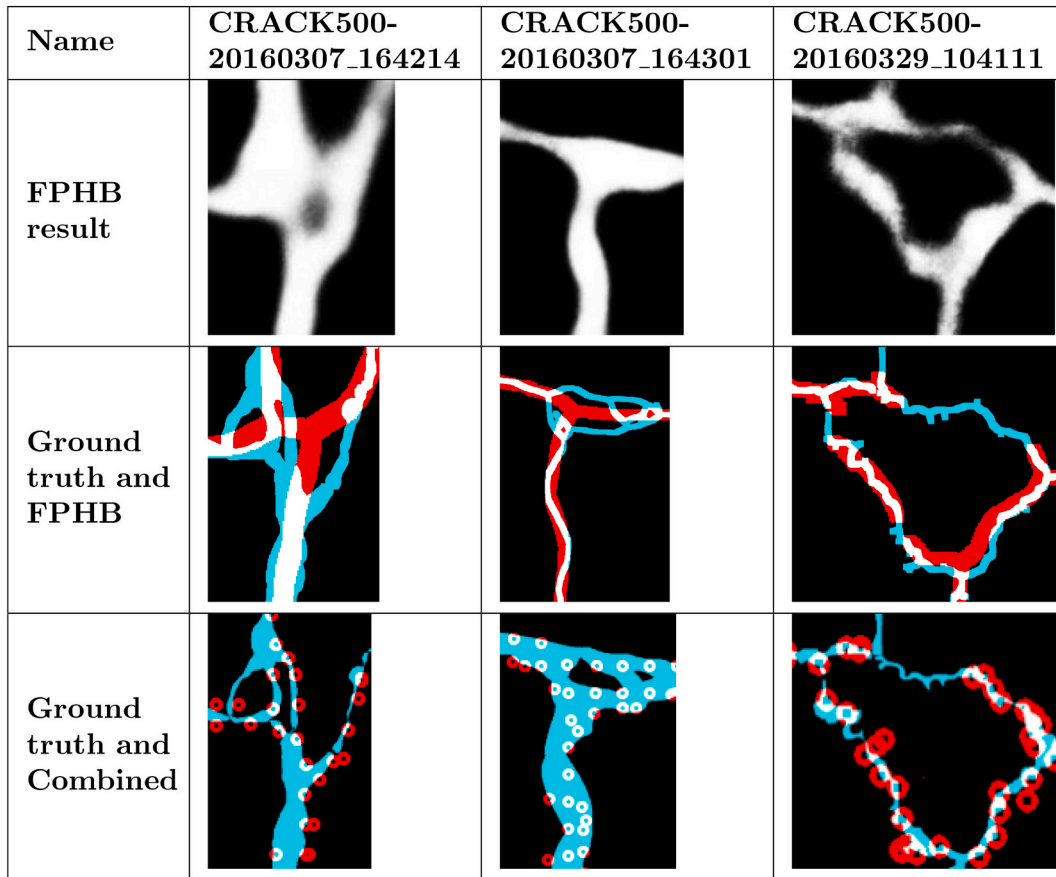 Name
CRACK500-
20160307_164214
CRACK500-
20160307_164301
CRACK500-
20160329_104111
FPHB
result
Ground
truth and
FPHB
Ground
truth and
Combined